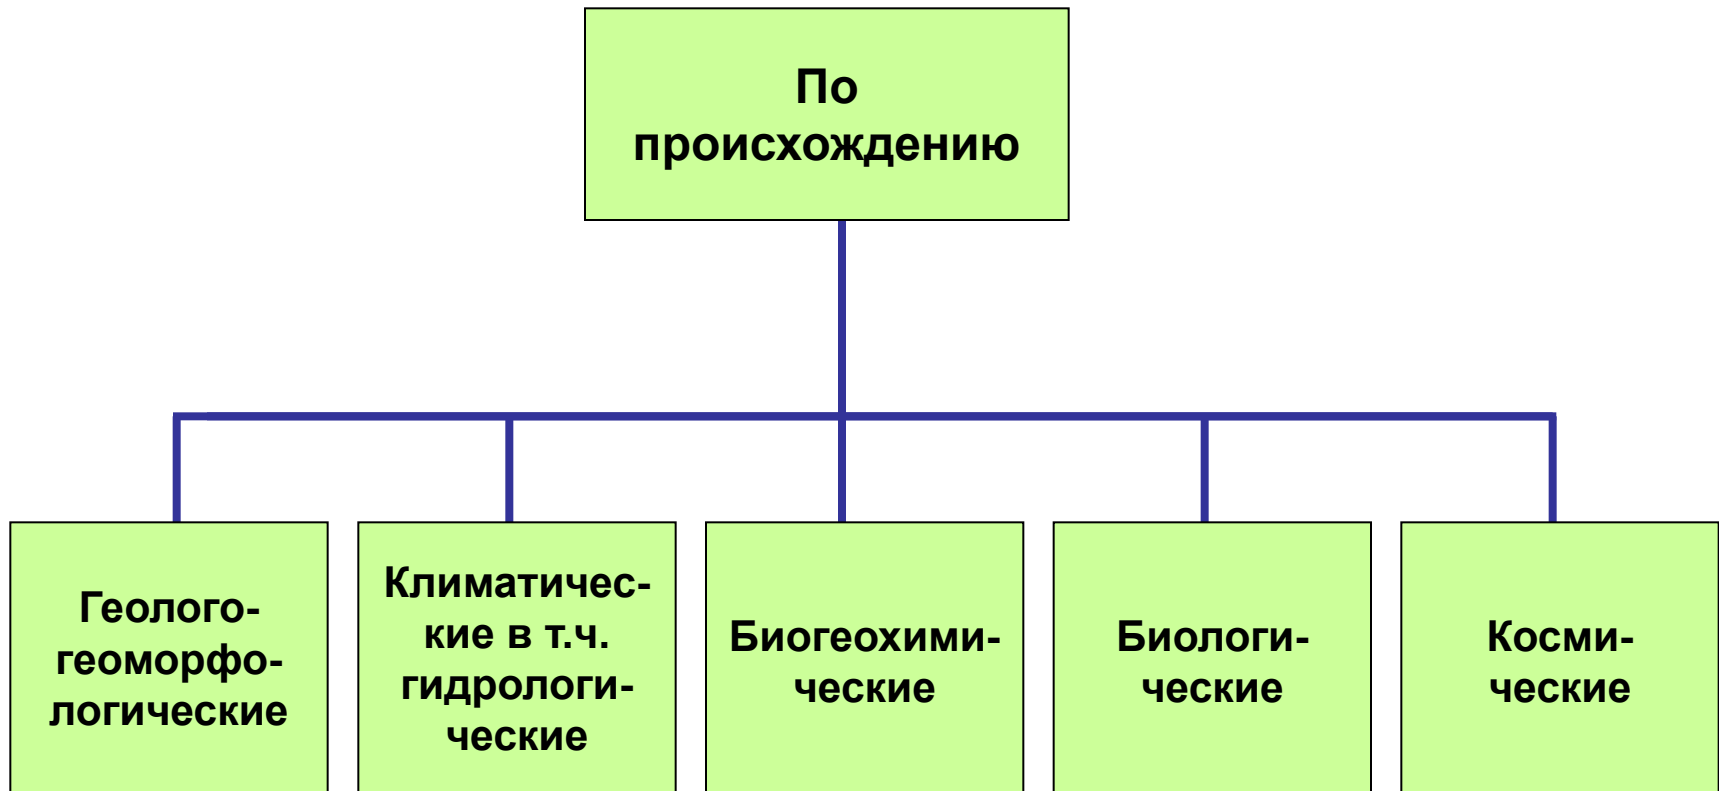 По
происхождению
Геолого-
геоморфо-
логические
Климатичес-
кие в т.ч.
гидрологи-
ческие
Биогеохими-
ческие
Биологи-
ческие
Косми-
ческие